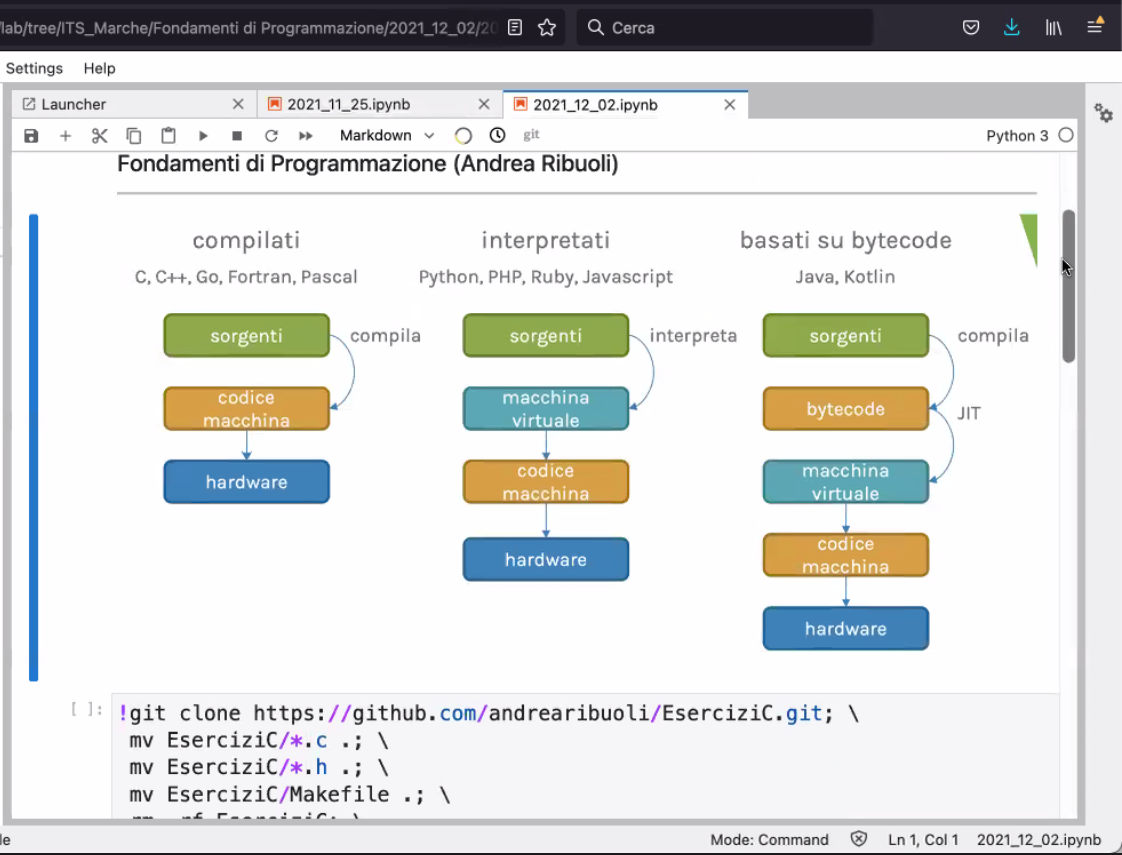 lab/tree/ITS_Marche/Fondamenti di Programmazione/2021_12_02/20
Cerca
Settings Help
Launcher
2021_11_25.ipynb
2021_12_02.ipynb
Markdown
git
Python 3
Fondamenti di Programmazione (Andrea Ribuoli)
compilati
C, C++, Go, Fortran, Pascal
sorgenti
compila
codice
macchina
hardware
interpretati
Python, PHP, Ruby, Javascript
sorgenti
interpreta
macchina
virtuale
codice
macchina
hardware
basati su bytecode
Java, Kotlin
sorgenti
compila
bytecode
JIT
macchina
virtuale
codice
macchina
hardware
[ ]:
!git clone https://github.com/andrearibuoli/EserciziC.git; \
mv EserciziC/*.c .; \
mv EserciziC/*.h .; \
mv EserciziC/Makefile .; \
Mode: Command
Ln 1, Col 1
2021_12_02.ipynb